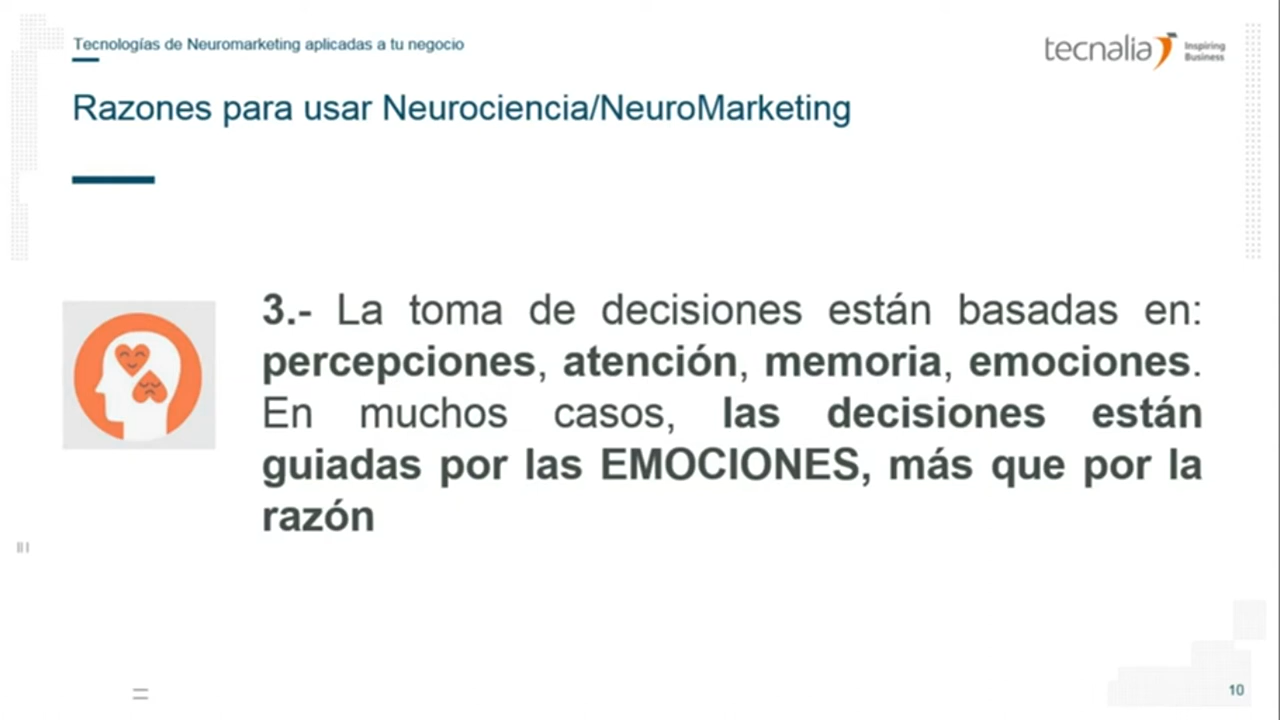 Tecnologías de Neuromarketing aplicadas a tu negocio
tecnalia Inspiring Business
Razones para usar Neurociencia/NeuroMarketing
3.- La toma de decisiones están basadas en:
percepciones, atención, memoria, emociones.
En muchos casos, las decisiones están
guiadas por las EMOCIONES, más que por la
razón
10